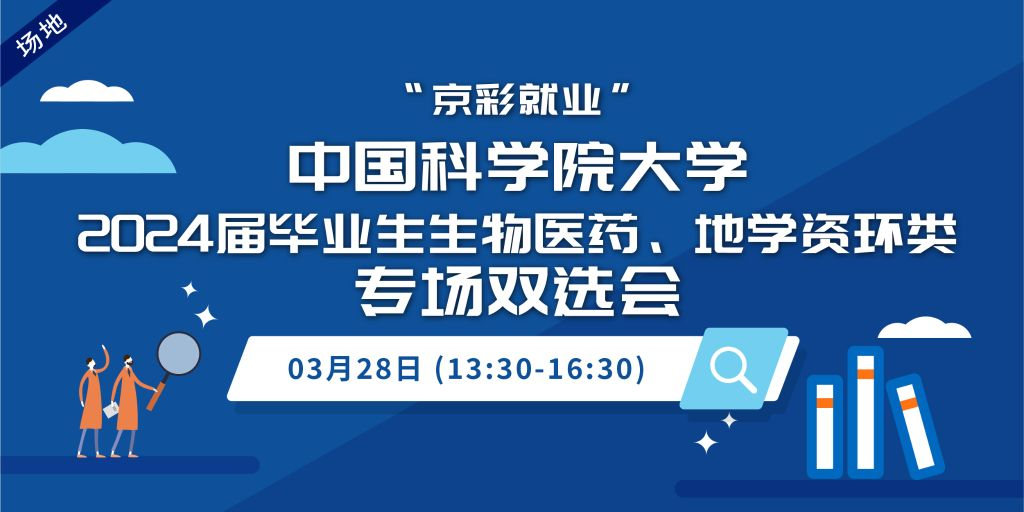 场地
“京彩就业”
中国科学院大学
2024届毕业生生物医药、地学资环类
专场双选会
03月28日 (13:30-16:30)